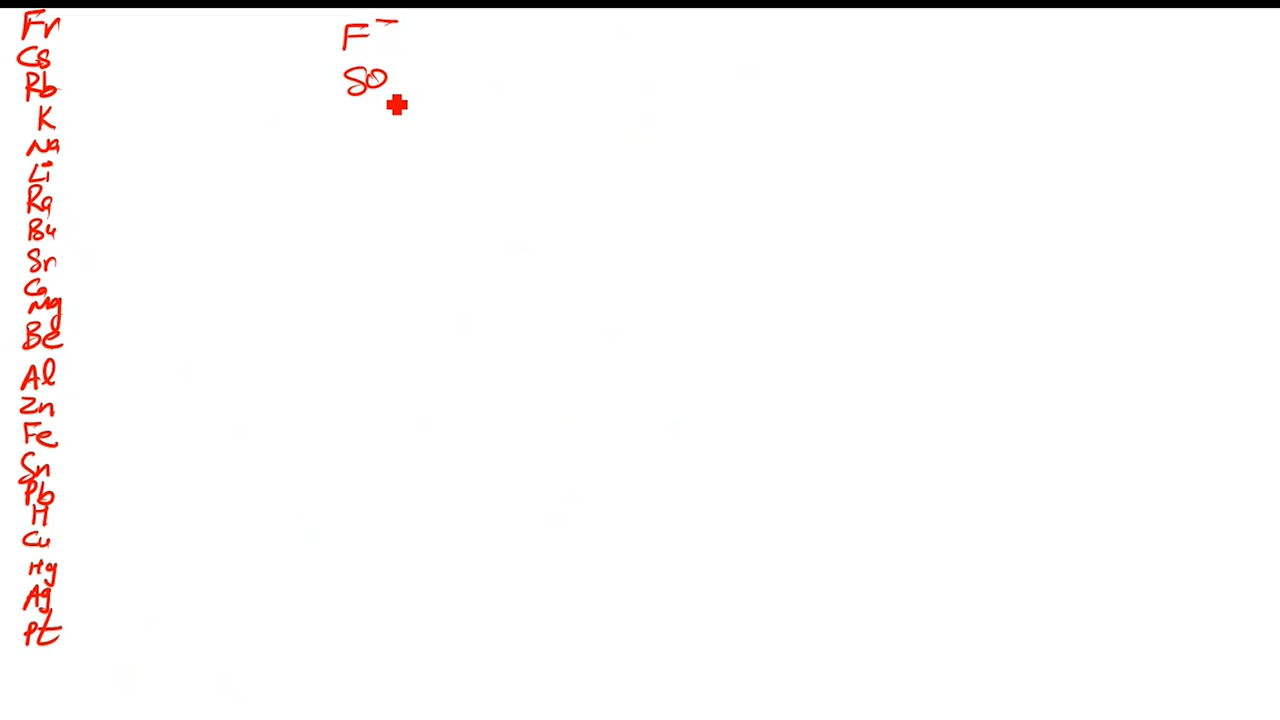 Fr
Cs
Rb
K
Na
Li
Ra
Ba
Sr
Ca
Mg
Be
Al
Zn
Fe
Sn
Pb
H
Cu
Hg
Ag
Pt
F⁻
SO